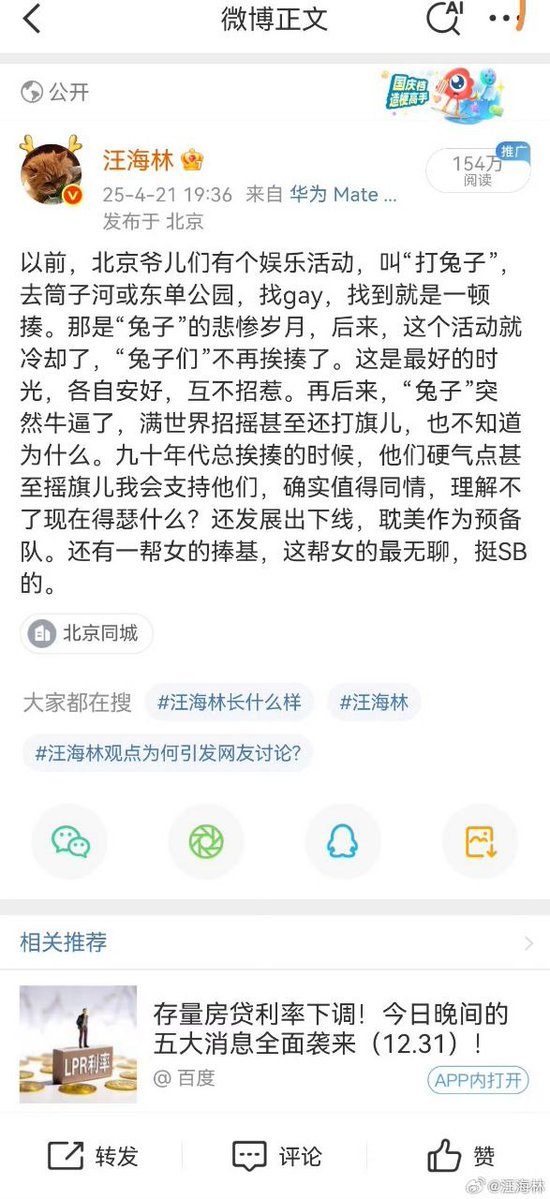 微博正文
AI
公开
国庆档
造梗高手
汪海林
推广
154万
阅读
25-4-21 19:36 来自 华为 Mate ...
发布于 北京
以前，北京爷儿们有个娱乐活动，叫“打兔子”，
去筒子河或东单公园，找gay，找到就是一顿
揍。那是“兔子”的悲惨岁月，后来，这个活动就
冷却了，“兔子们”不再挨揍了。这是最好的时
光，各自安好，互不招惹。再后来，“兔子”突
然牛逼了，满世界招摇甚至还打旗儿，也不知道
为什么。九十年代总挨揍的时候，他们硬气点甚
至摇旗儿我会支持他们，确实值得同情，理解不
了现在得瑟什么？还发展出下线，耽美作为预备
队。还有一帮女的捧基，这帮女的最无聊，挺SB
的。
北京同城
大家都在搜
#汪海林长什么样
#汪海林
#汪海林观点为何引发网友讨论?
相关推荐
存量房贷利率下调！今日晚间的
五大消息全面袭来（12.31）！
LPR利率
@ 百度
APP内打开
转发
评论
赞
@汪海林